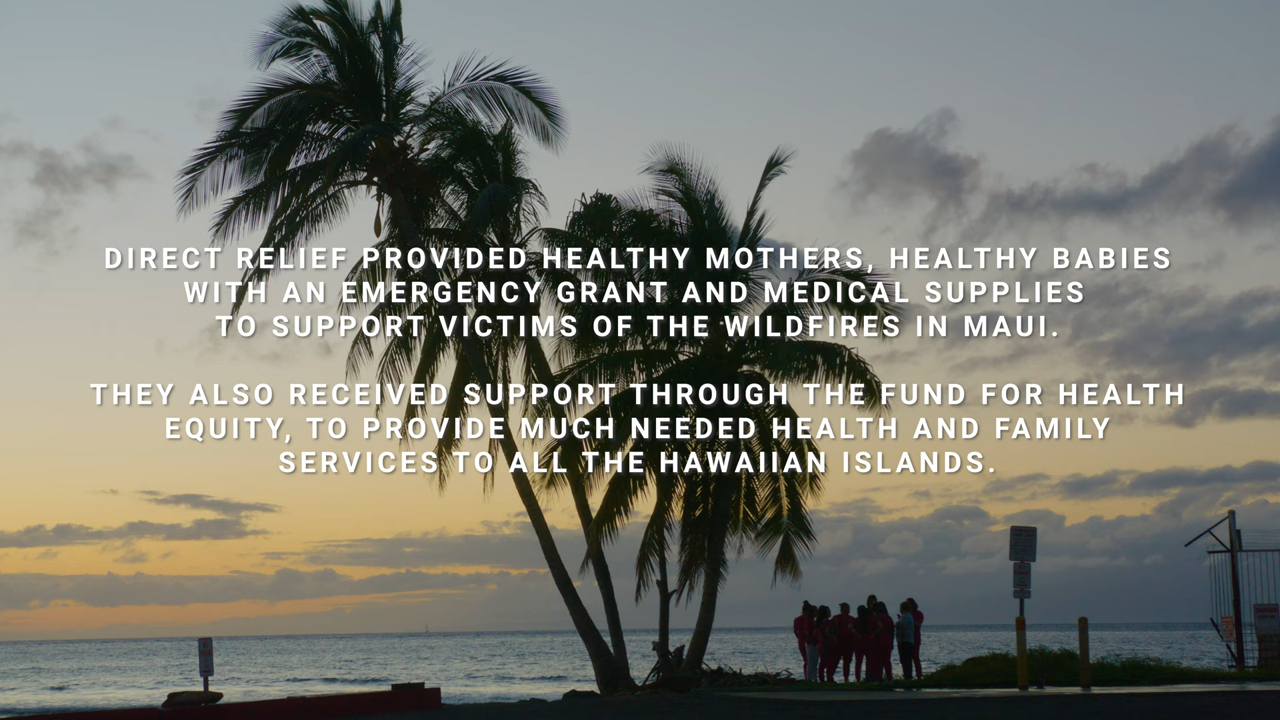 DIRECT RELIEF PROVIDED HEALTHY MOTHERS, HEALTHY BABIES
WITH AN EMERGENCY GRANT AND MEDICAL SUPPLIES
TO SUPPORT VICTIMS OF THE WILDFIRES IN MAUI.
THEY ALSO RECEIVED SUPPORT THROUGH THE FUND FOR HEALTH
EQUITY, TO PROVIDE MUCH NEEDED HEALTH AND FAMILY
SERVICES TO ALL THE HAWAIIAN ISLANDS.